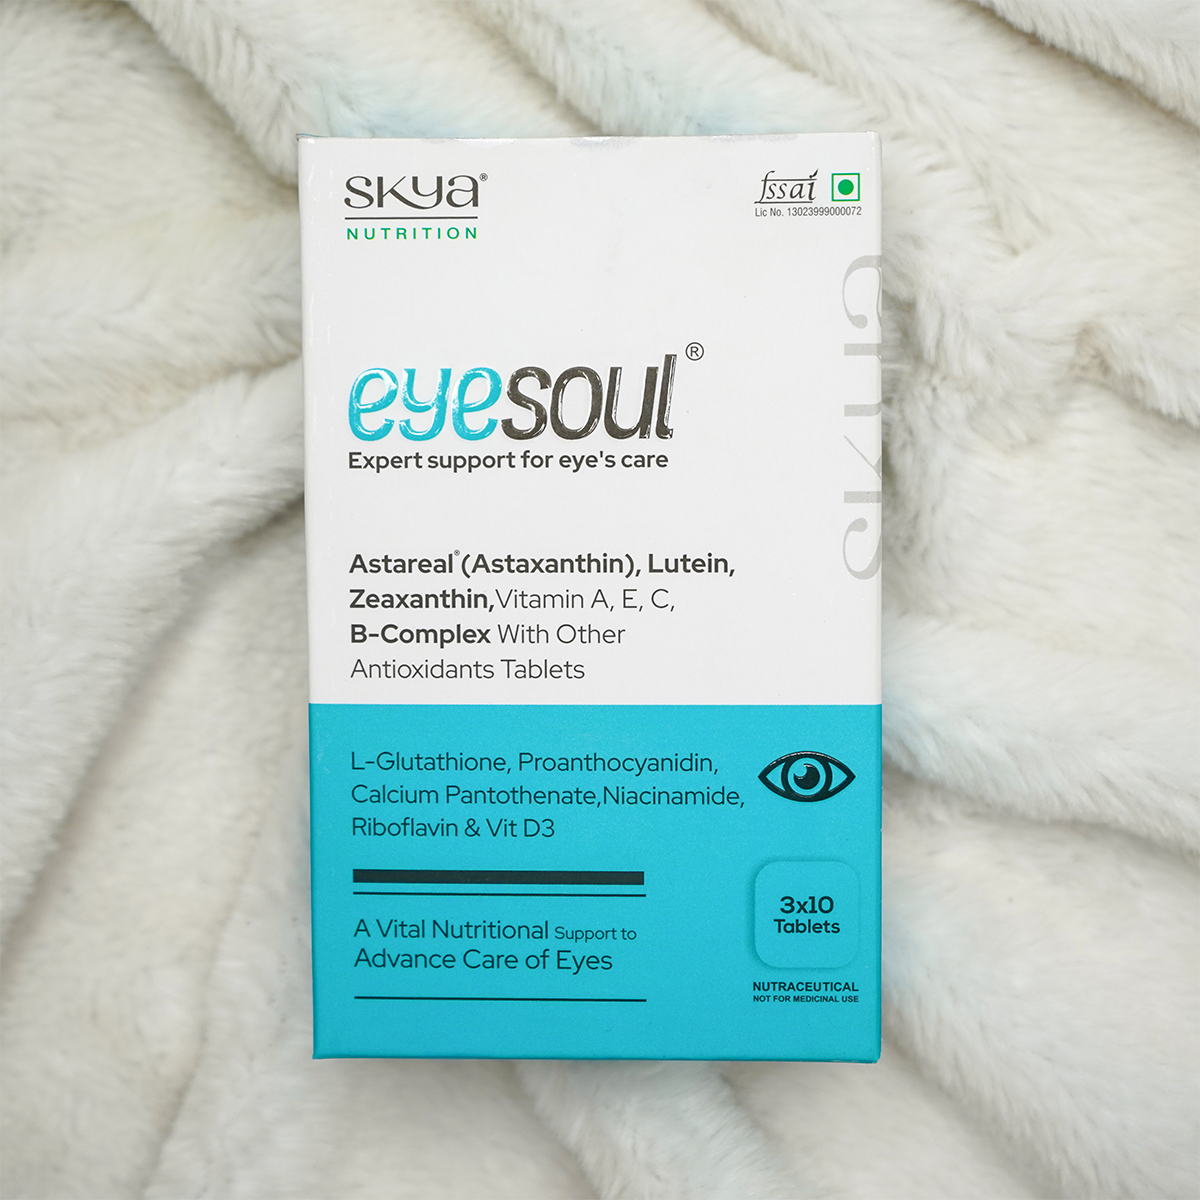 SKYA®
NUTRITION
fssai
Lic No. 13023999000072
SKYA
eyesoul®
Expert support for eye's care
Astareal®(Astaxanthin), Lutein,
Zeaxanthin,Vitamin A, E, C,
B-Complex With Other
Antioxidants Tablets
L-Glutathione, Proanthocyanidin,
Calcium Pantothenate,Niacinamide,
Riboflavin & Vit D3
A Vital Nutritional Support to
Advance Care of Eyes
3x10
Tablets
NUTRACEUTICAL
NOT FOR MEDICINAL USE